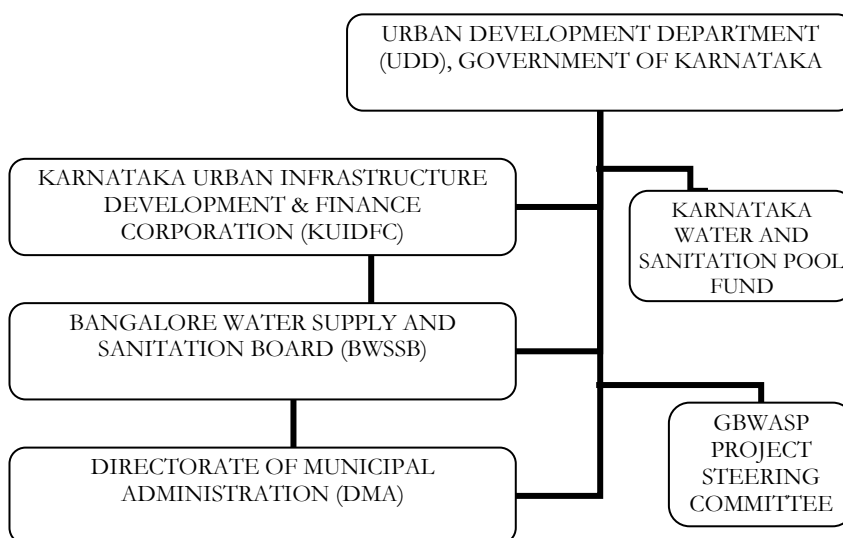 URBAN DEVELOPMENT DEPARTMENT
(UDD), GOVERNMENT OF KARNATAKA
KARNATAKA URBAN INFRASTRUCTURE
DEVELOPMENT & FINANCE
CORPORATION (KUIDFC)
KARNATAKA
WATER AND
SANITATION POOL
FUND
BANGALORE WATER SUPPLY AND
SANITATION BOARD (BWSSB)
GBWASP
PROJECT
STEERING
COMMITTEE
DIRECTORATE OF MUNICIPAL
ADMINISTRATION (DMA)